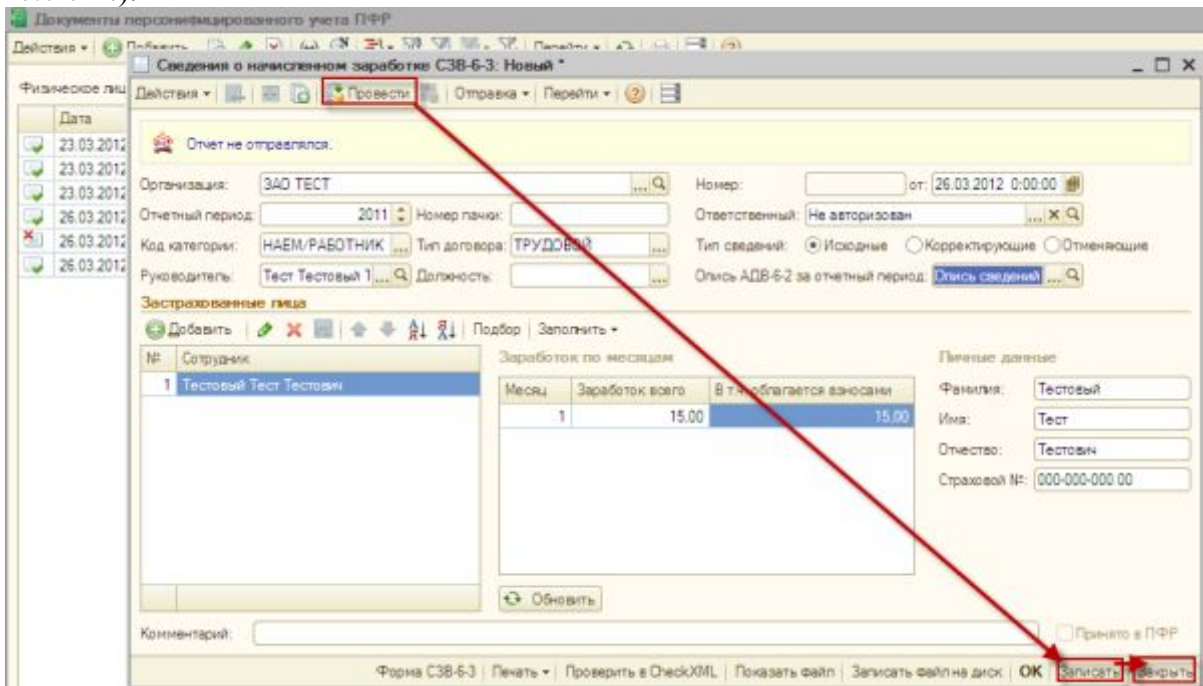 Документы персонифицированного учета ПФР
Действия Добавить Перейти
Сведения о начисленном заработке СЗВ-6-3: Новый *
Физическое лиц
Действия Провести Отправка Перейти
Дата
23.03.2012
23.03.2012
23.03.2012
26.03.2012
26.03.2012
26.03.2012
Отчет не отправлялся.
Организация: ЗАО ТЕСТ ... Номер: от: 26.03.2012 0:00:00
Отчетный период: 2011 Номер пачки: Ответственный: Не авторизован ... X
Код категории: НАЕМ/РАБОТНИК ... Тип договора: ТРУДОВОЙ ... Тип сведений: Исходные Корректирующие Отменяющие
Руководитель: Тест Тестовый Т ... Должность: ... Опись АДВ-6-2 за отчетный период: Опись сведений ...
Застрахованные лица
Добавить Подбор Заполнить
№ Сотрудник
1 Тестовый Тест Тестович
Заработок по месяцам
Месяц Заработок всего В т.ч. облагается взносами
1 15,00 15,00
Личные данные
Фамилия: Тестовый
Имя: Тест
Отчество: Тестович
Страховой №: 000-000-000 00
Обновить
Комментарий: Принято в ПФР
Форма СЗВ-6-3 Печать Проверить в CheckXML Показать файл Записать файл на диск OK Записать Закрыть